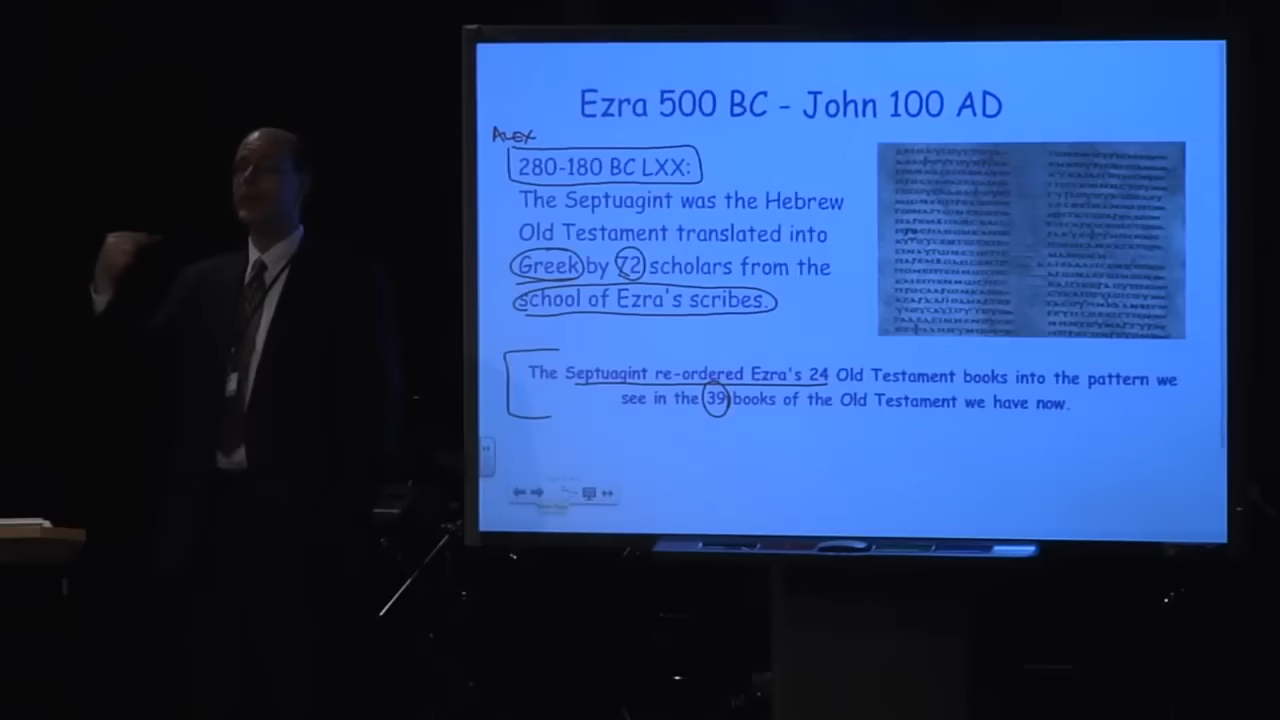 Ezra 500 BC - John 100 AD
ALEX
280-180 BC LXX:
The Septuagint was the Hebrew
Old Testament translated into
Greek by 72 scholars from the
school of Ezra's scribes.
The Septuagint re-ordered Ezra's 24 Old Testament books into the pattern we
see in the 39 books of the Old Testament we have now.